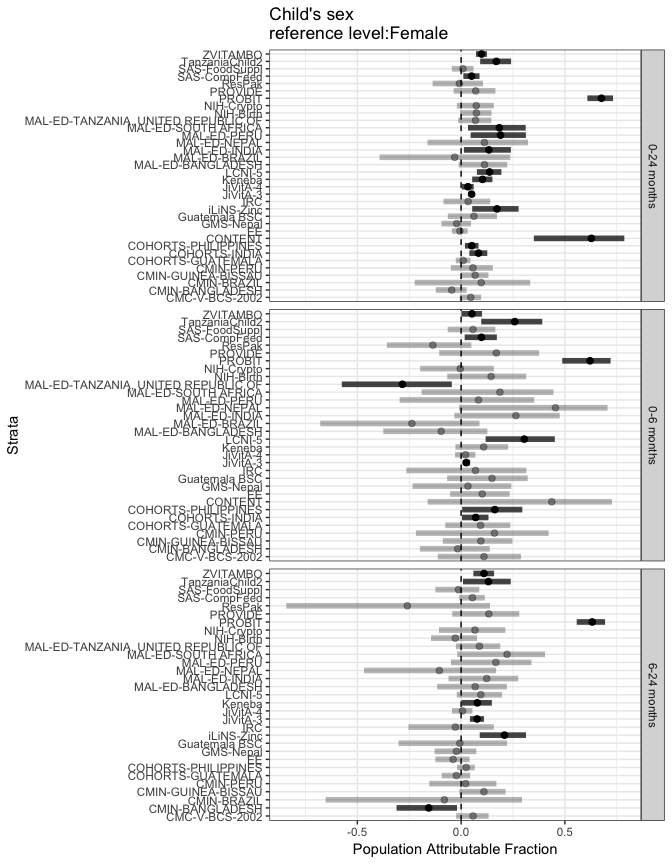 Child's sex
reference level:Female
Strata
ZVITAMBO
TanzaniaChild2
SAS-FoodSuppl
SAS-CompFeed
ResPak
PROVIDE
PROBIT
NIH-Crypto
NIH-Birth
MAL-ED-TANZANIA, UNITED REPUBLIC OF
MAL-ED-SOUTH AFRICA
MAL-ED-PERU
MAL-ED-NEPAL
MAL-ED-INDIA
MAL-ED-BRAZIL
MAL-ED-BANGLADESH
LCNI-5
Keneba
JiVitA-4
JiVitA-3
IRC
iLiNS-Zinc
Guatemala BSC
GMS-Nepal
EE
CONTENT
COHORTS-PHILIPPINES
COHORTS-INDIA
COHORTS-GUATEMALA
CMIN-PERU
CMIN-GUINEA-BISSAU
CMIN-BRAZIL
CMIN-BANGLADESH
CMC-V-BCS-2002
0-24 months
ZVITAMBO
TanzaniaChild2
SAS-FoodSuppl
SAS-CompFeed
ResPak
PROVIDE
PROBIT
NIH-Crypto
NIH-Birth
MAL-ED-TANZANIA, UNITED REPUBLIC OF
MAL-ED-SOUTH AFRICA
MAL-ED-PERU
MAL-ED-NEPAL
MAL-ED-INDIA
MAL-ED-BRAZIL
MAL-ED-BANGLADESH
LCNI-5
Keneba
JiVitA-4
JiVitA-3
IRC
Guatemala BSC
GMS-Nepal
EE
CONTENT
COHORTS-PHILIPPINES
COHORTS-INDIA
COHORTS-GUATEMALA
CMIN-PERU
CMIN-GUINEA-BISSAU
CMIN-BANGLADESH
CMC-V-BCS-2002
0-6 months
ZVITAMBO
TanzaniaChild2
SAS-FoodSuppl
SAS-CompFeed
ResPak
PROVIDE
PROBIT
NIH-Crypto
NIH-Birth
MAL-ED-TANZANIA, UNITED REPUBLIC OF
MAL-ED-SOUTH AFRICA
MAL-ED-PERU
MAL-ED-NEPAL
MAL-ED-INDIA
MAL-ED-BANGLADESH
LCNI-5
Keneba
JiVitA-4
JiVitA-3
IRC
iLiNS-Zinc
Guatemala BSC
GMS-Nepal
EE
COHORTS-PHILIPPINES
COHORTS-GUATEMALA
CMIN-PERU
CMIN-GUINEA-BISSAU
CMIN-BRAZIL
CMIN-BANGLADESH
CMC-V-BCS-2002
6-24 months
-0.5 0.0 0.5
Population Attributable Fraction